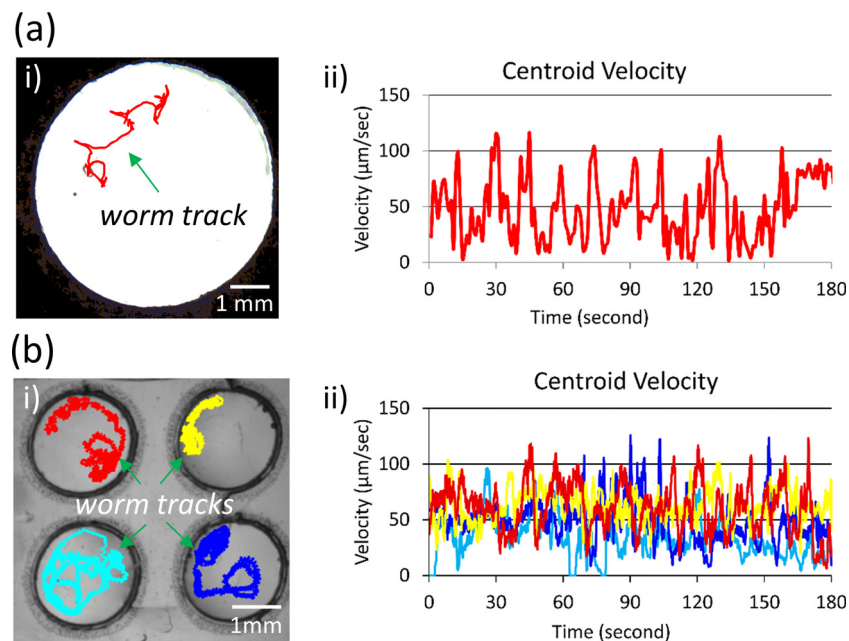 (a)
i)
worm track
1 mm
ii)
Centroid Velocity
Velocity (µm/sec)
150
100
50
0
0 30 60 90 120 150 180
Time (second)
(b)
i)
worm tracks
1mm
ii)
Centroid Velocity
Velocity (µm/sec)
150
100
50
0
0 30 60 90 120 150 180
Time (second)